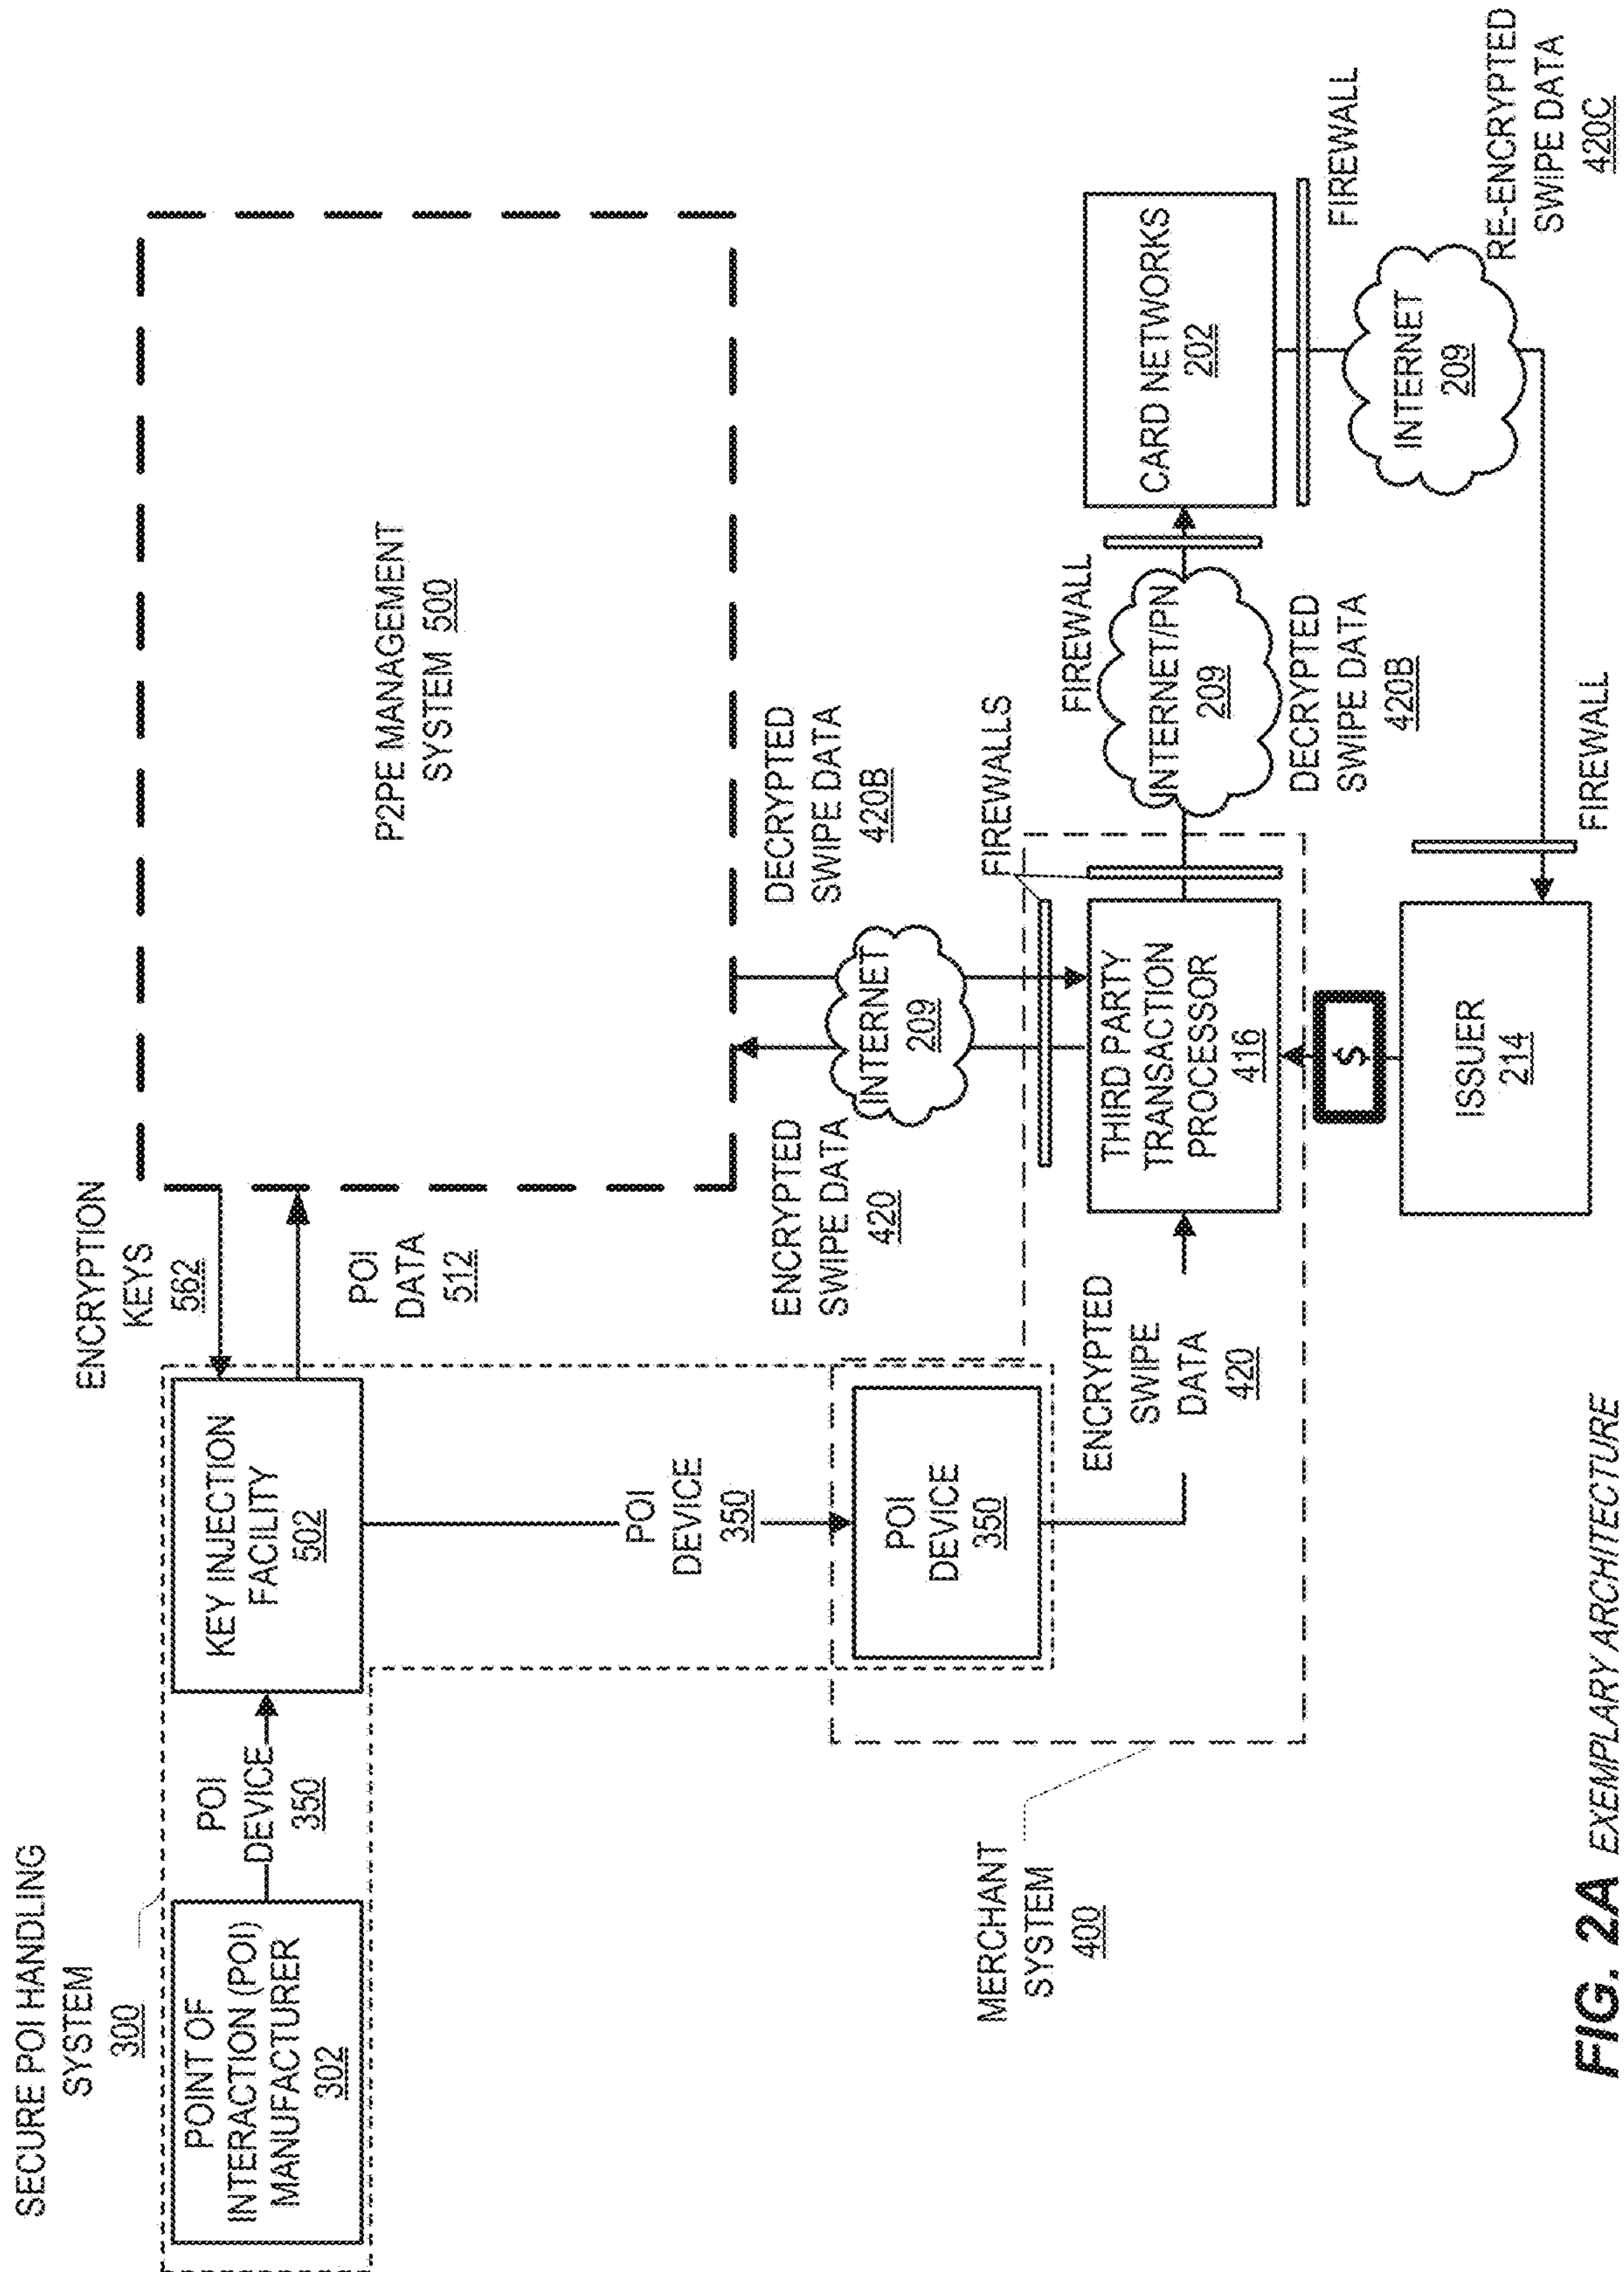 SECURE POI HANDLING
SYSTEM
300
POINT OF
INTERACTION (POI)
MANUFACTURER
302
POI
DEVICE
350
KEY INJECTION
FACILITY
502
ENCRYPTION
KEYS
562
POI
DATA
512
P2PE MANAGEMENT
SYSTEM 500
POI
DEVICE
350
POI
DEVICE
350
ENCRYPTED
SWIPE DATA
420
INTERNET
209
DECRYPTED
SWIPE DATA
420B
FIREWALLS
MERCHANT
SYSTEM
400
ENCRYPTED
SWIPE
DATA
420
THIRD PARTY
TRANSACTION
PROCESSOR
416
FIREWALL
INTERNET/PN
209
DECRYPTED
SWIPE DATA
420B
CARD NETWORKS
202
FIREWALL
INTERNET
209
RE-ENCRYPTED
SWIPE DATA
420C
$
ISSUER
214
FIREWALL
FIG. 2A EXEMPLARY ARCHITECTURE